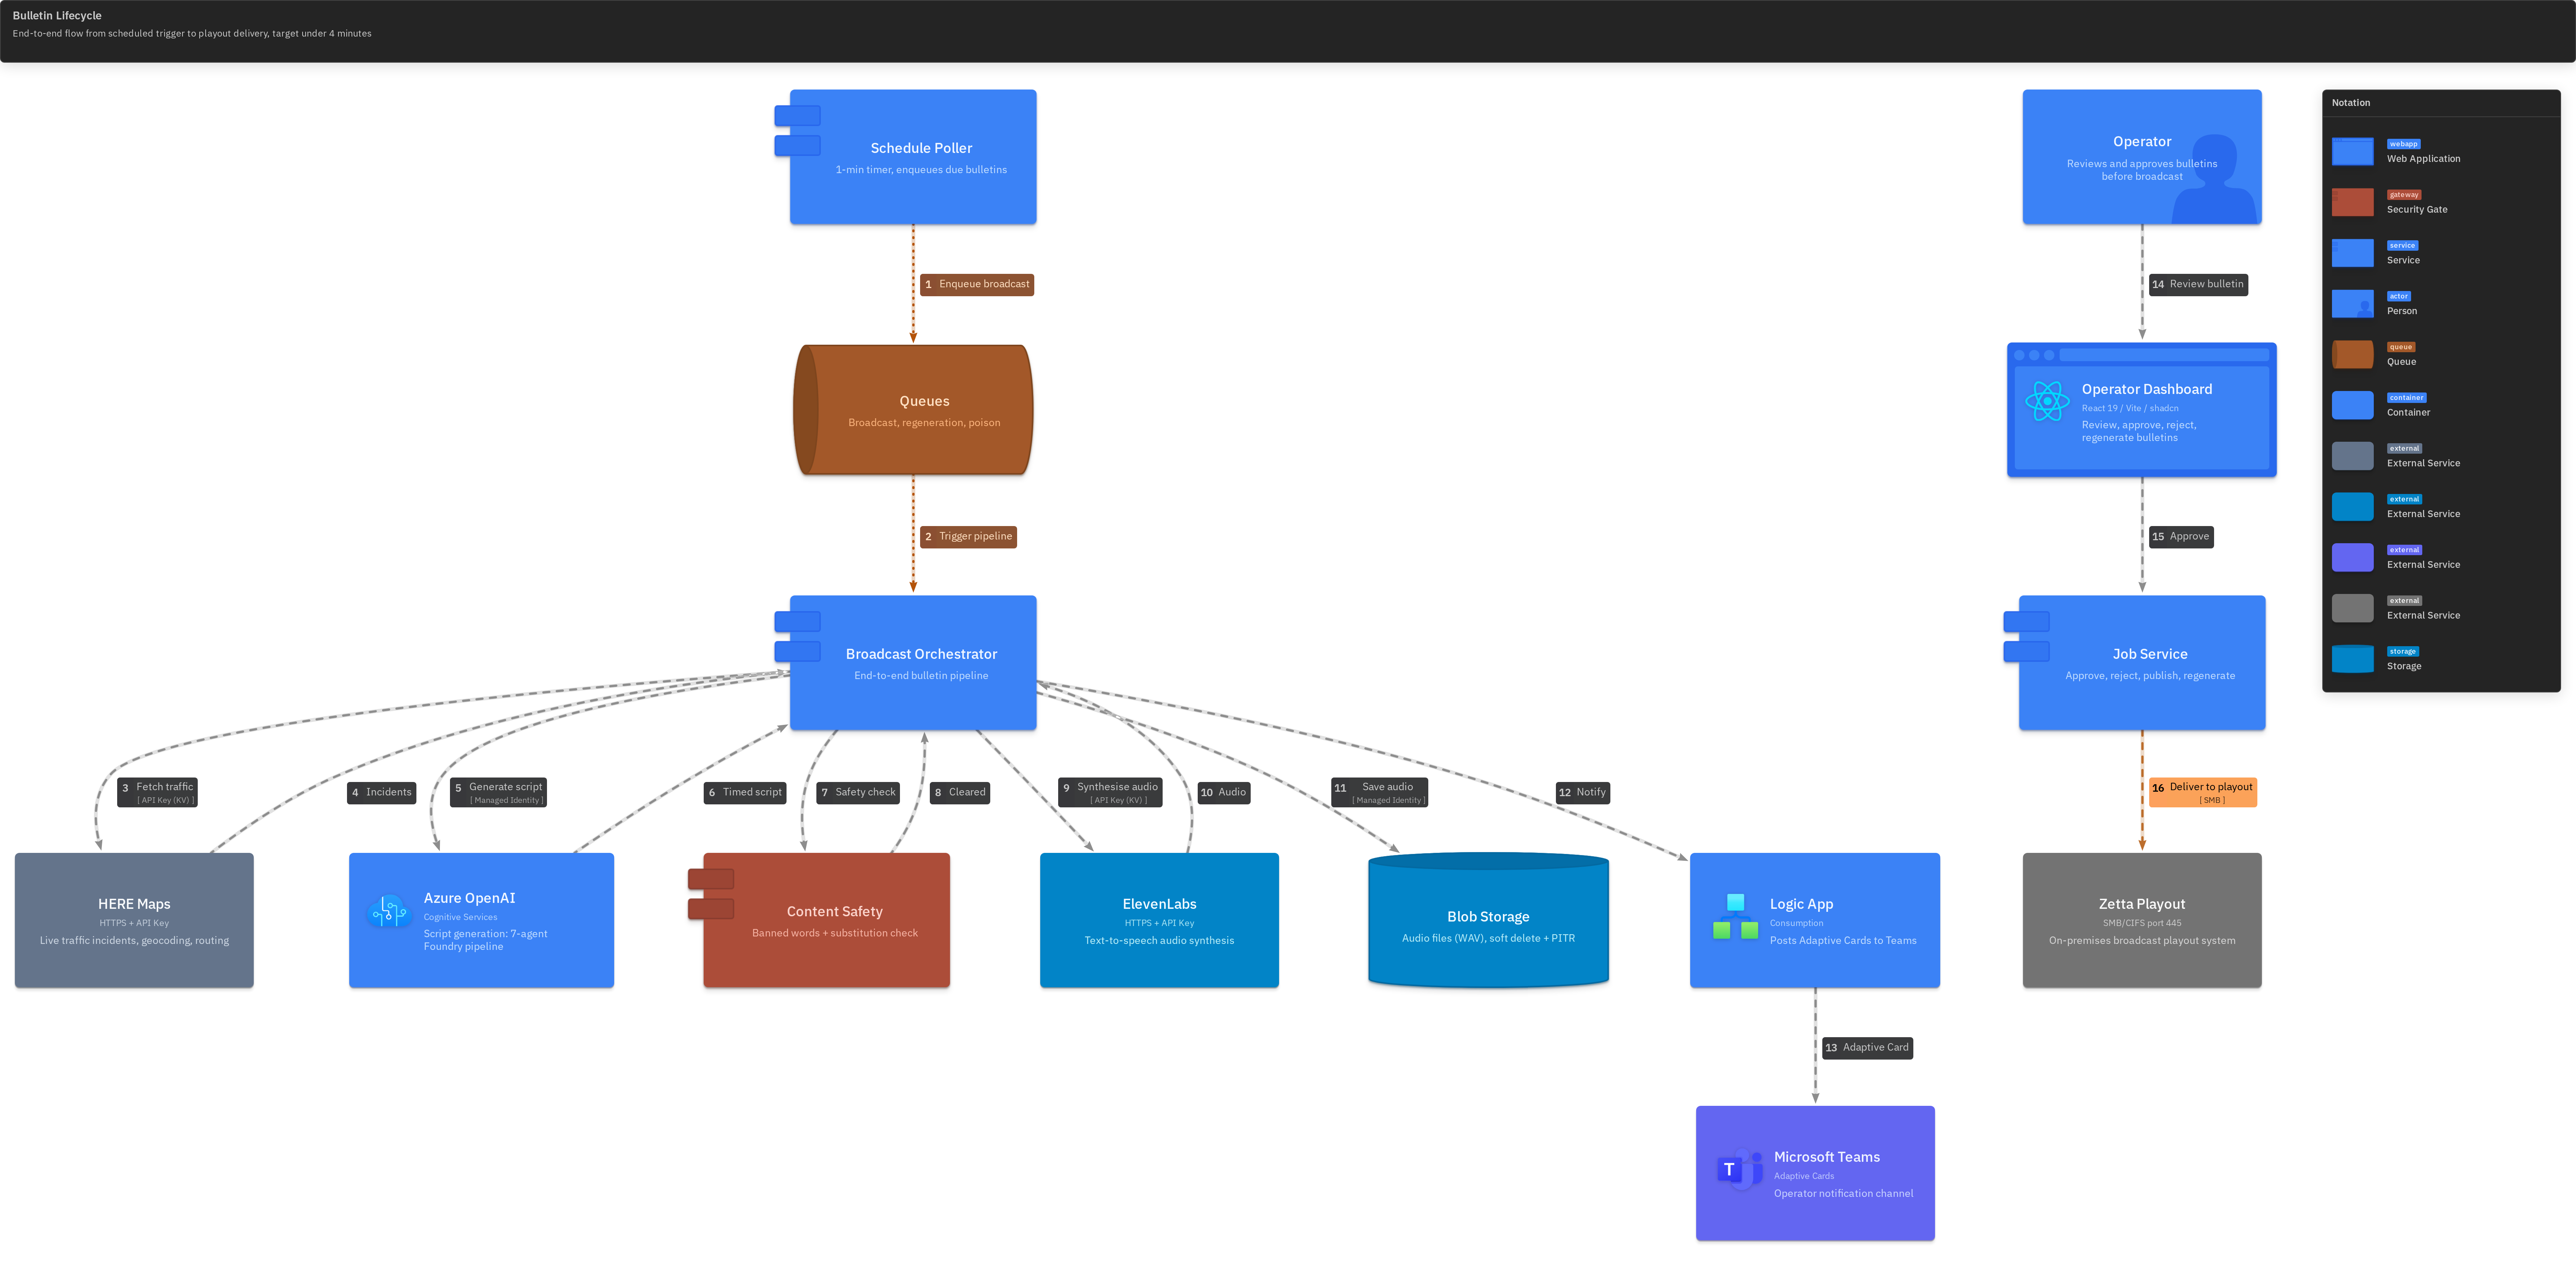 Bulletin Lifecycle
End-to-end flow from scheduled trigger to playout delivery, target under 4 minutes
Schedule Poller
1-min timer, enqueues due bulletins
Operator
Reviews and approves bulletins
before broadcast
1 Enqueue broadcast
14 Review bulletin
Queues
Broadcast, regeneration, poison
Operator Dashboard
React 19 / Vite / shadcn
Review, approve, reject,
regenerate bulletins
2 Trigger pipeline
15 Approve
Broadcast Orchestrator
End-to-end bulletin pipeline
Job Service
Approve, reject, publish, regenerate
3 Fetch traffic
[ API Key (KV) ]
4 Incidents
5 Generate script
[ Managed Identity ]
6 Timed script
7 Safety check
8 Cleared
9 Synthesise audio
[ API Key (KV) ]
10 Audio
11 Save audio
[ Managed Identity ]
12 Notify
16 Deliver to playout
[ SMB ]
HERE Maps
HTTPS + API Key
Live traffic incidents, geocoding, routing
Azure OpenAI
Cognitive Services
Script generation: 7-agent
Foundry pipeline
Content Safety
Banned words + substitution check
ElevenLabs
HTTPS + API Key
Text-to-speech audio synthesis
Blob Storage
Audio files (WAV), soft delete + PITR
Logic App
Consumption
Posts Adaptive Cards to Teams
Zetta Playout
SMB/CIFS port 445
On-premises broadcast playout system
13 Adaptive Card
T
Microsoft Teams
Adaptive Cards
Operator notification channel
Notation
webapp
Web Application
gateway
Security Gate
service
Service
actor
Person
queue
Queue
container
Container
external
External Service
external
External Service
external
External Service
external
External Service
storage
Storage